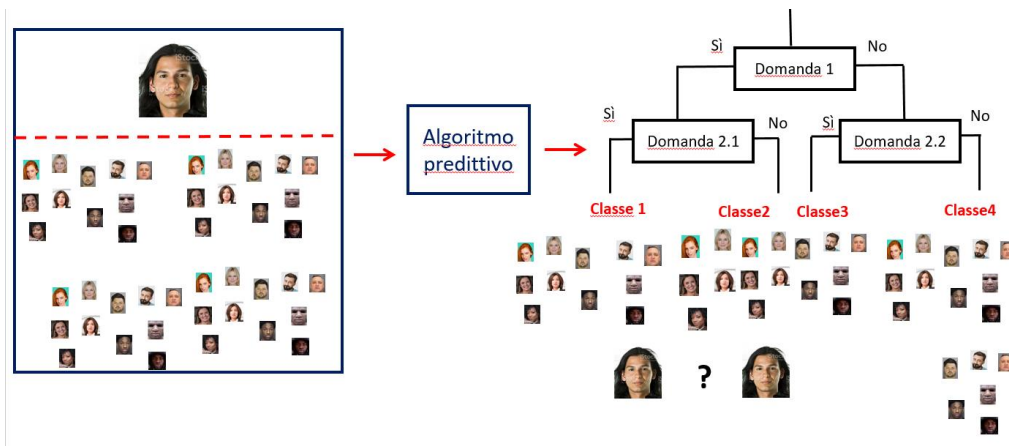 Sì
No
Domanda 1
Algoritmo
predittivo
Sì
No
Sì
No
Domanda 2.1
Domanda 2.2
Classe 1
Classe2
Classe3
Classe4
?